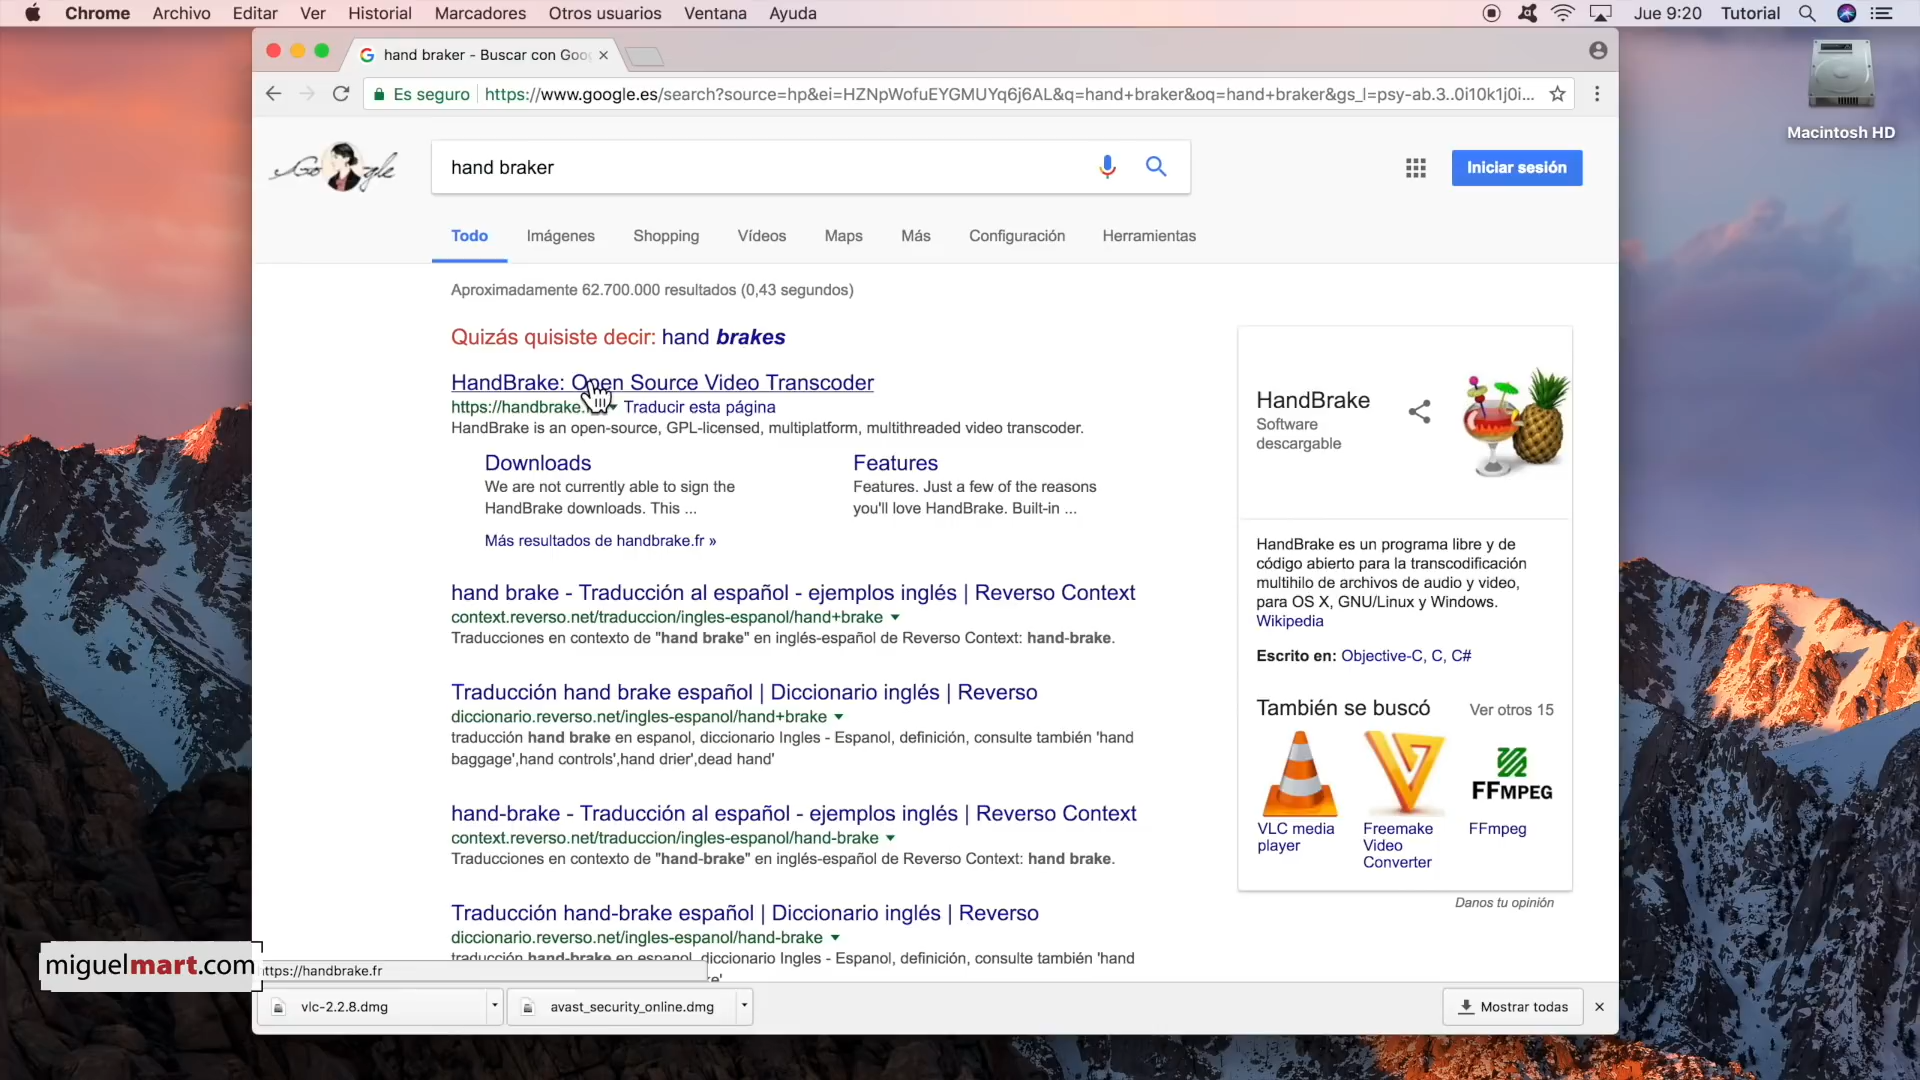 Chrome Archivo Editar Ver Historial Marcadores Otros usuarios Ventana Ayuda
Jue 9:20 Tutorial
Macintosh HD
hand braker - Buscar con Goo
Es seguro https://www.google.es/search?source=hp&ei=HZNpWofuEYGMUYq6j6AL&q=hand+braker&oq=hand+braker&gs_l=psy-ab.3..0i10k1j0i...
Google
hand braker
Iniciar sesión
Todo Imágenes Shopping Vídeos Maps Más Configuración Herramientas
Aproximadamente 62.700.000 resultados (0,43 segundos)
Quizás quisiste decir: hand brakes
HandBrake: Open Source Video Transcoder
https://handbrake. Traducir esta página
HandBrake is an open-source, GPL-licensed, multiplatform, multithreaded video transcoder.
Downloads
We are not currently able to sign the
HandBrake downloads. This ...
Features
Features. Just a few of the reasons
you'll love HandBrake. Built-in ...
Más resultados de handbrake.fr »
hand brake - Traducción al español - ejemplos inglés | Reverso Context
context.reverso.net/traduccion/ingles-espanol/hand+brake
Traducciones en contexto de "hand brake" en inglés-español de Reverso Context: hand-brake.
Traducción hand brake español | Diccionario inglés | Reverso
diccionario.reverso.net/ingles-espanol/hand+brake
traducción hand brake en espanol, diccionario Ingles - Espanol, definición, consulte también 'hand
baggage',hand controls',hand drier',dead hand'
hand-brake - Traducción al español - ejemplos inglés | Reverso Context
context.reverso.net/traduccion/ingles-espanol/hand-brake
Traducciones en contexto de "hand-brake" en inglés-español de Reverso Context: hand brake.
Traducción hand-brake español | Diccionario inglés | Reverso
diccionario.reverso.net/ingles-espanol/hand-brake
traducción hand-brake en espanol, diccionario Ingles - Espanol, definición, consulte también 'hand
HandBrake
Software
descargable
HandBrake es un programa libre y de
código abierto para la transcodificación
multihilo de archivos de audio y video,
para OS X, GNU/Linux y Windows.
Wikipedia
Escrito en: Objective-C, C, C#
También se buscó Ver otros 15
FFMPEG
VLC media
player
Freemake
Video
Converter
FFmpeg
Danos tu opinión
miguelmart.com
ttps://handbrake.fr
vlc-2.2.8.dmg avast_security_online.dmg Mostrar todas